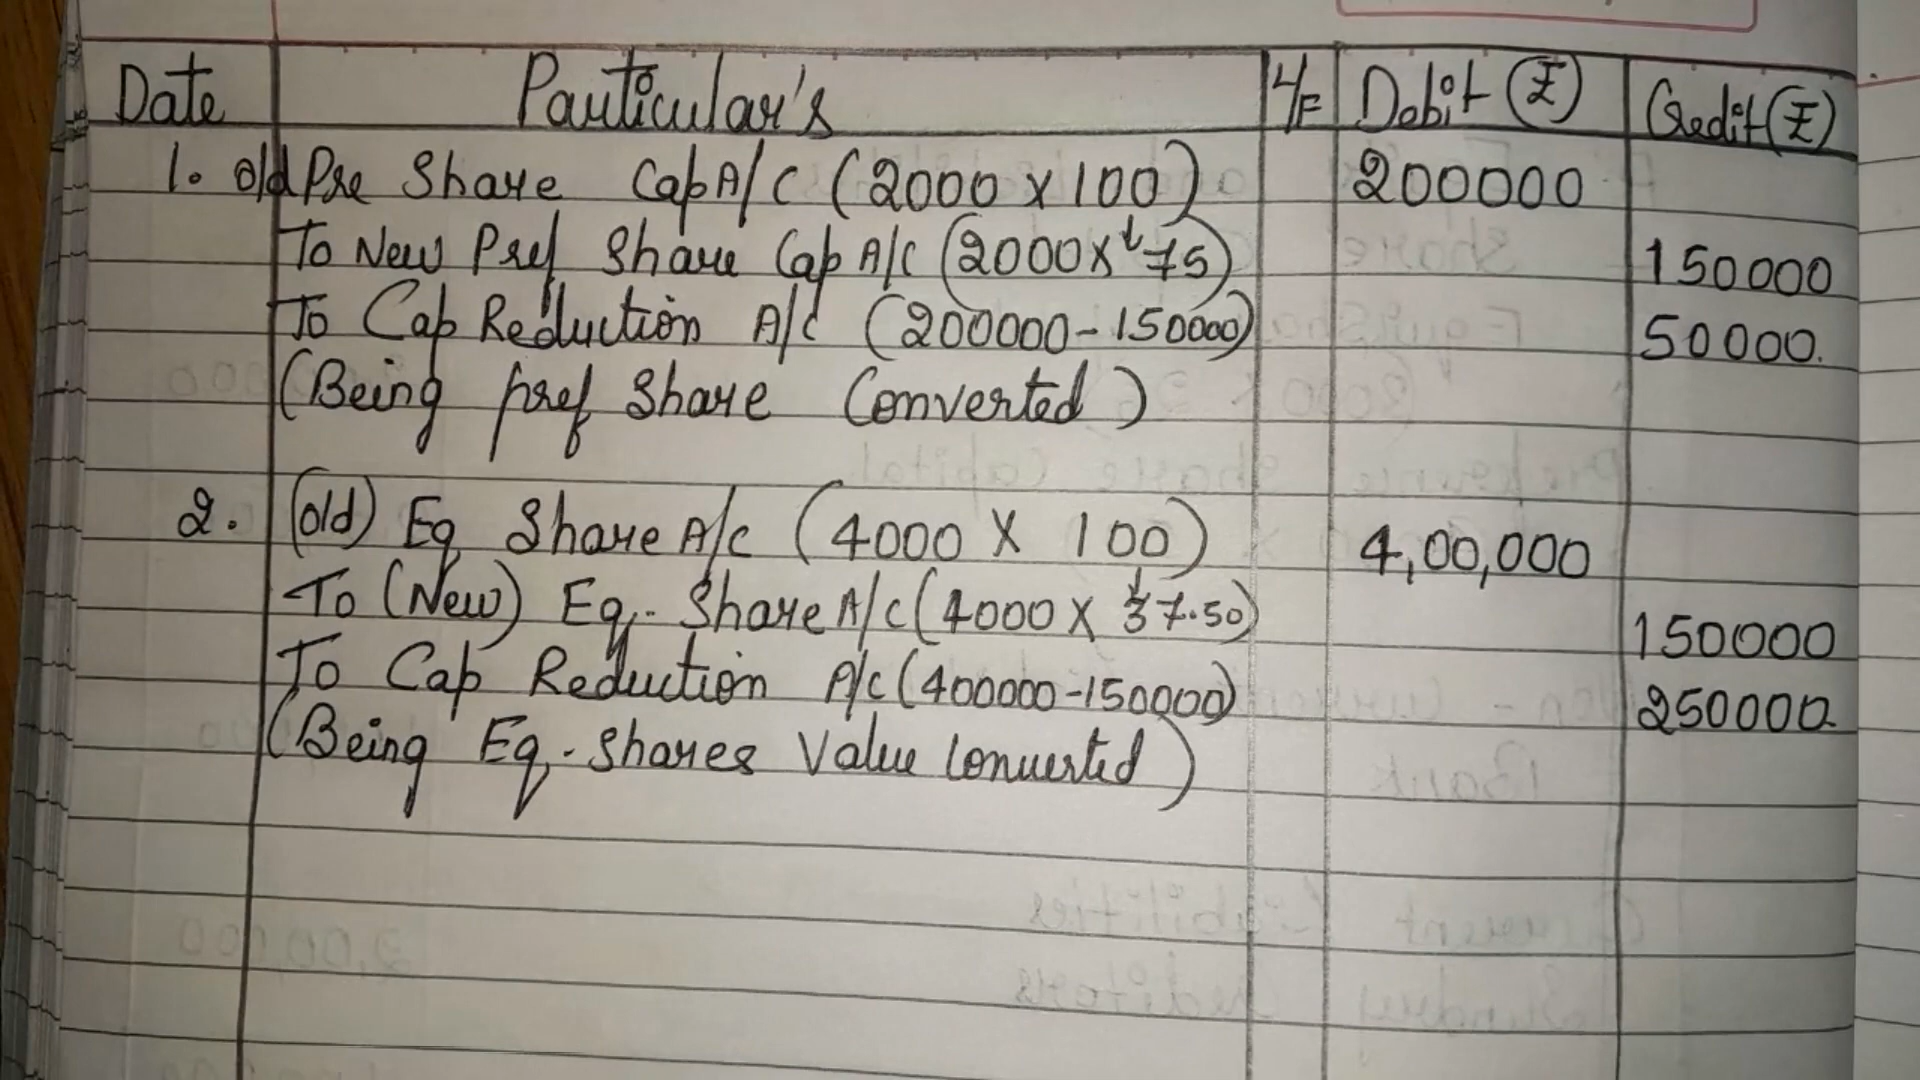 Date Particular's L/F Debit (₹) Credit (₹)
1. old Pre Share Cap A/C (2000 x 100) 200000
To New Pref Share Cap A/C (2000 x 75) 150000
To Cap Reduction A/c (200000-150000) 50000.
(Being pref Share Converted)
2. (old) Eq Share A/c (4000 X 100) 4,00,000
To (New) Eq.- Share A/c (4000 X 37.50) 150000
To Cap Reduction A/c (400000-150000) 250000
(Being Eq.- Shares Value Converted)